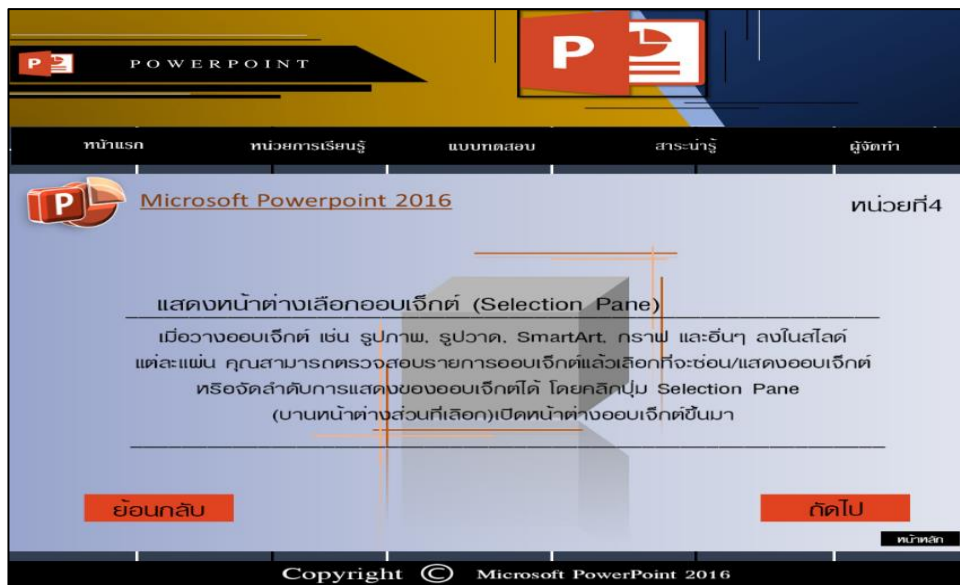 P
POWERPOINT
P
หน้าแรก
หน่วยการเรียนรู้
แบบทดสอบ
สาระน่ารู้
ผู้จัดทำ
P
Microsoft Powerpoint 2016
หน่วยที่4
แสดงหน้าต่างเลือกออบเจ็กต์ (Selection Pane)
เมื่อวางออบเจ็กต์ เช่น รูปภาพ, รูปวาด, SmartArt, กราฟ และอื่นๆ ลงในสไลด์
แต่ละแผ่น คุณสามารถตรวจสอบรายการออบเจ็กต์แล้วเลือกที่จะซ่อน/แสดงออบเจ็กต์
หรือจัดลำดับการแสดงของออบเจ็กต์ได้ โดยคลิกปุ่ม Selection Pane
(บานหน้าต่างส่วนที่เลือก)เปิดหน้าต่างออบเจ็กต์ขึ้นมา
ย้อนกลับ
ถัดไป
หน้าหลัก
Copyright © Microsoft PowerPoint 2016